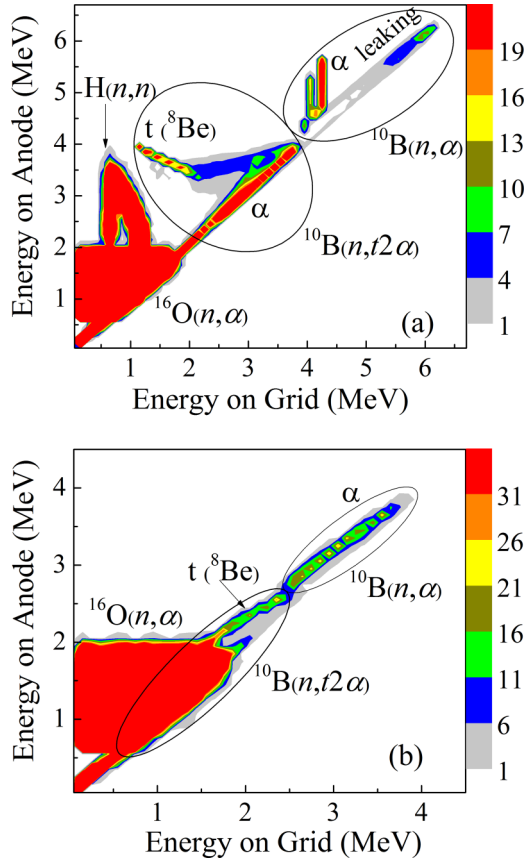 6
5
4
3
2
1
Energy on Anode (MeV)
H(n,n)
t (⁸Be)
α
leaking
¹⁰B(n,α)
α
¹⁰B(n,t2α)
¹⁶O(n,α)
(a)
1 2 3 4 5 6
Energy on Grid (MeV)
19
16
13
10
7
4
1
4
3
2
1
Energy on Anode (MeV)
α
t (⁸Be)
¹⁰B(n,α)
¹⁶O(n,α)
¹⁰B(n,t2α)
(b)
1 2 3 4
Energy on Grid (MeV)
31
26
21
16
11
6
1